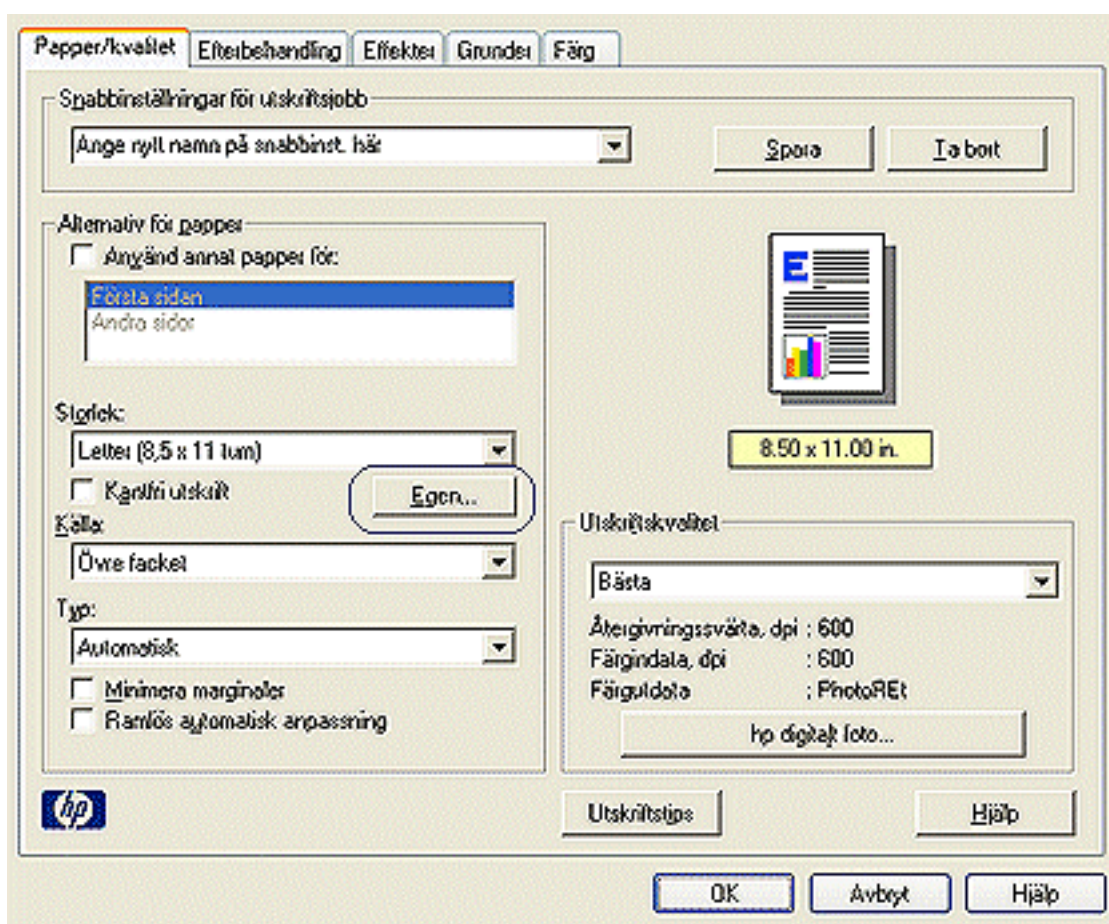 Papper/kvalitet Efterbehandling Effekter Grunder Färg
Snabbinställningar för utskriftsjobb
Ange nytt namn på snabbinst. här
Spara
Ta bort
Alternativ för papper
Använd annat papper för:
Första sidan
Andra sidor
E
Storlek:
Letter (8,5 x 11 tum)
8.50 x 11.00 in.
Kantfri utskrift
Egen...
Källa:
Övre facket
Utskriftskvalitet
Bästa
Typ:
Automatisk
Återgivningssvärta, dpi : 600
Färgindata, dpi : 600
Färgutdata : PhotoREt
Minimera marginaler
Ramlös automatisk anpassning
hp digitalt foto...
hp
Utskriftstips
Hjälp
OK
Avbryt
Hjälp